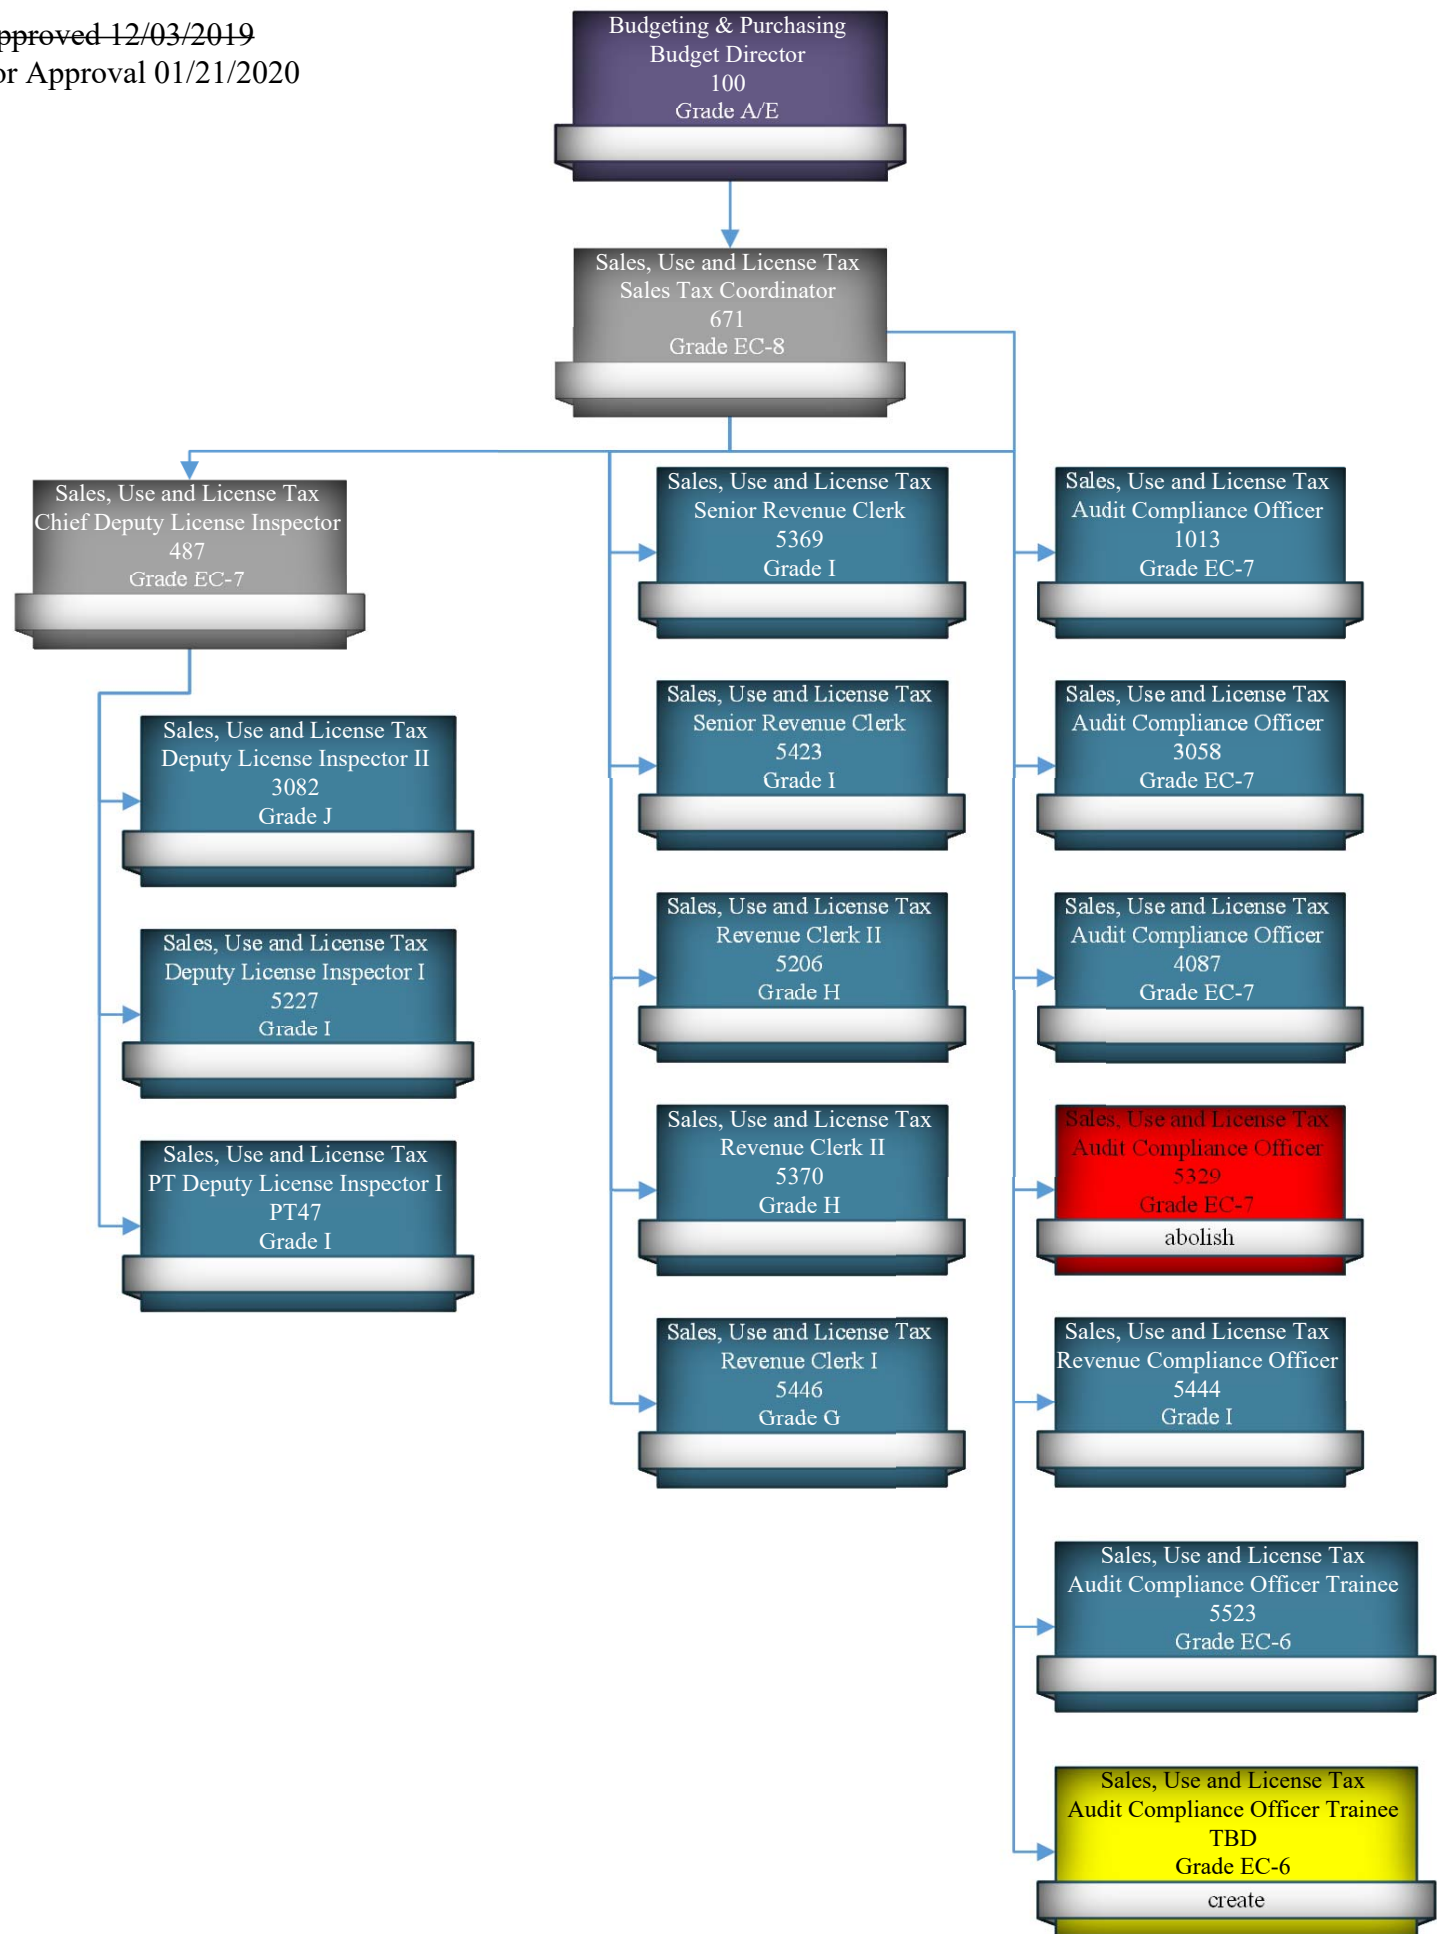 pproved 12/03/2019
or Approval 01/21/2020
Budgeting & Purchasing
Budget Director
100
Grade A/E
Sales, Use and License Tax
Sales Tax Coordinator
671
Grade EC-8
Sales, Use and License Tax
Chief Deputy License Inspector
487
Grade EC-7
Sales, Use and License Tax
Deputy License Inspector II
3082
Grade J
Sales, Use and License Tax
Deputy License Inspector I
5227
Grade I
Sales, Use and License Tax
PT Deputy License Inspector I
PT47
Grade I
Sales, Use and License Tax
Senior Revenue Clerk
5369
Grade I
Sales, Use and License Tax
Senior Revenue Clerk
5423
Grade I
Sales, Use and License Tax
Revenue Clerk II
5206
Grade H
Sales, Use and License Tax
Revenue Clerk II
5370
Grade H
Sales, Use and License Tax
Revenue Clerk I
5446
Grade G
Sales, Use and License Tax
Audit Compliance Officer
1013
Grade EC-7
Sales, Use and License Tax
Audit Compliance Officer
3058
Grade EC-7
Sales, Use and License Tax
Audit Compliance Officer
4087
Grade EC-7
Sales, Use and License Tax
Audit Compliance Officer
5329
Grade EC-7
abolish
Sales, Use and License Tax
Revenue Compliance Officer
5444
Grade I
Sales, Use and License Tax
Audit Compliance Officer Trainee
5523
Grade EC-6
Sales, Use and License Tax
Audit Compliance Officer Trainee
TBD
Grade EC-6
create